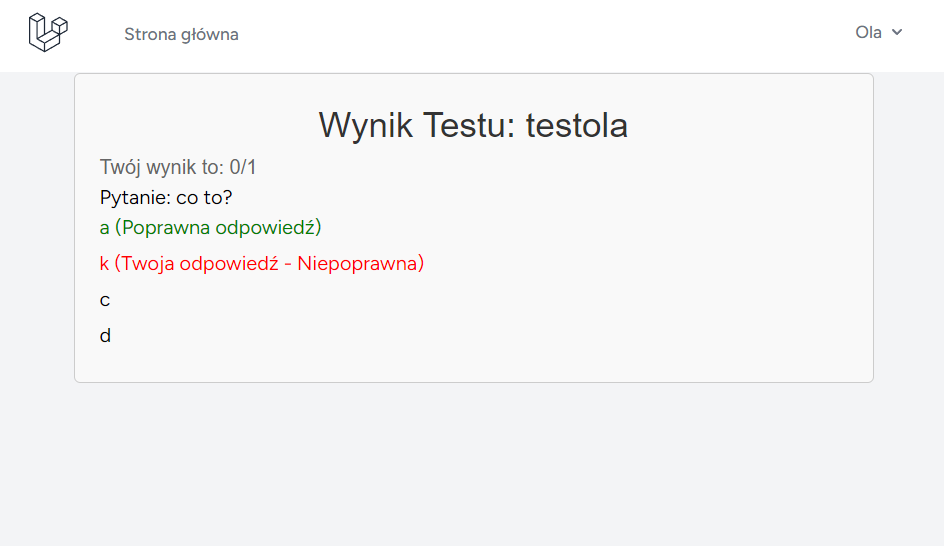 Strona główna
Ola
Wynik Testu: testola
Twój wynik to: 0/1
Pytanie: co to?
a (Poprawna odpowiedź)
k (Twoja odpowiedź - Niepoprawna)
c
d